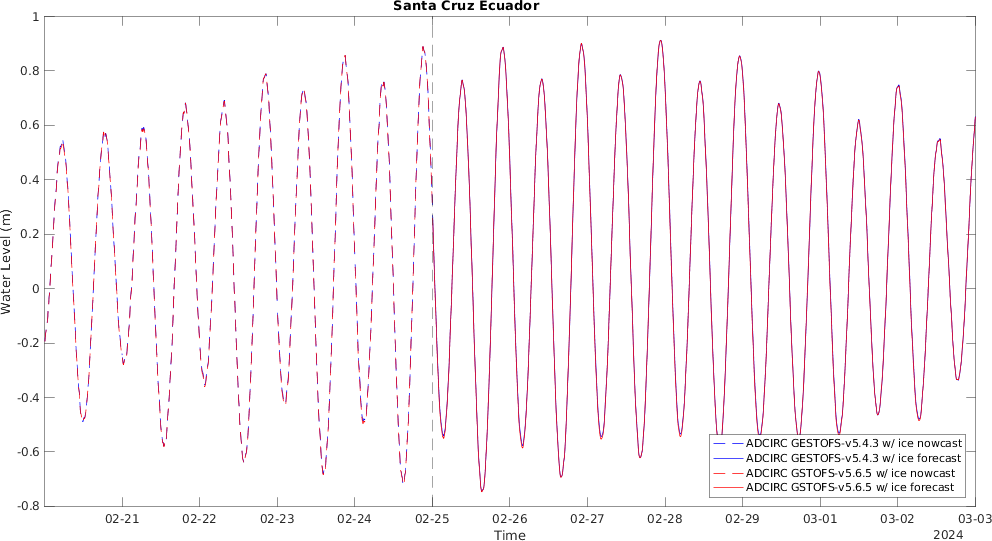 Santa Cruz Ecuador
Water Level (m)
1
0.8
0.6
0.4
0.2
0
-0.2
-0.4
-0.6
-0.8
ADCIRC GESTOFS-v5.4.3 w/ ice nowcast
ADCIRC GESTOFS-v5.4.3 w/ ice forecast
ADCIRC GSTOFS-v5.6.5 w/ ice nowcast
ADCIRC GSTOFS-v5.6.5 w/ ice forecast
02-21 02-22 02-23 02-24 02-25 02-26 02-27 02-28 02-29 03-01 03-02 03-03
Time
2024